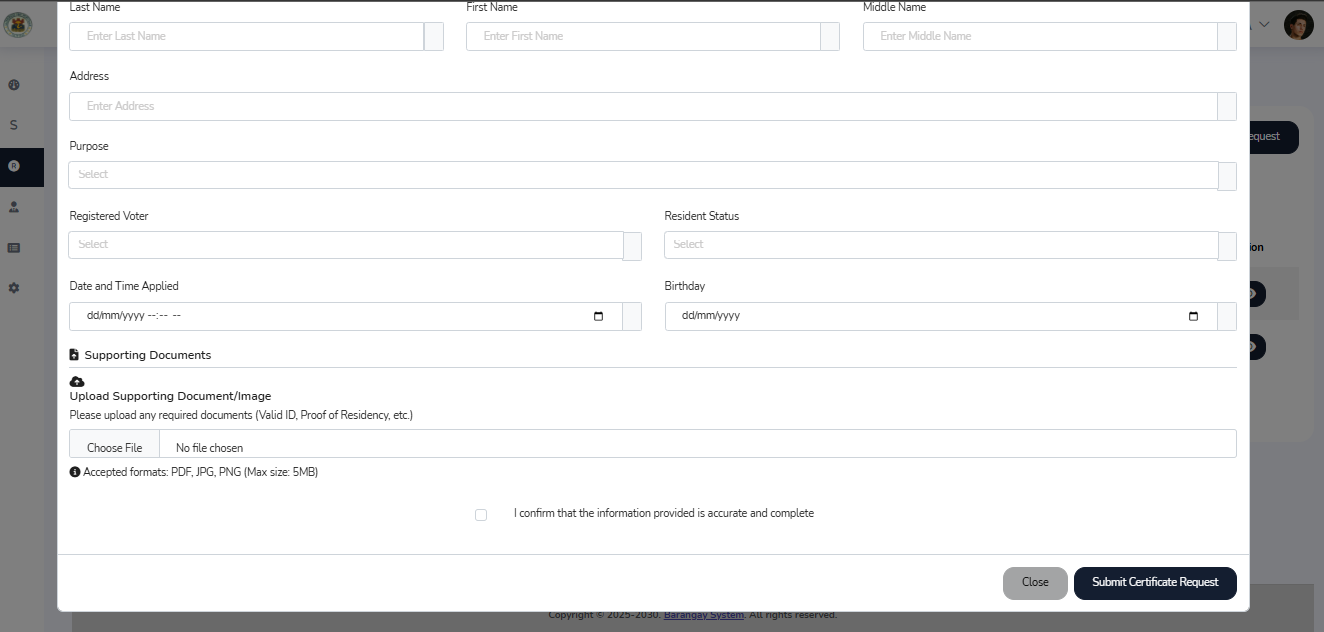 Last Name First Name Middle Name
Enter Last Name Enter First Name Enter Middle Name
Address
S
Enter Address
equest
Purpose
Select
Registered Voter Resident Status
Select Select
ion
Date and Time Applied Birthday
dd/mm/yyyy --:-- -- dd/mm/yyyy
Supporting Documents
Upload Supporting Document/Image
Please upload any required documents (Valid ID, Proof of Residency, etc.)
Choose File No file chosen
Accepted formats: PDF, JPG, PNG (Max size: 5MB)
I confirm that the information provided is accurate and complete
Close Submit Certificate Request
Copyright © 2025-2030. Barangay System. All rights reserved.